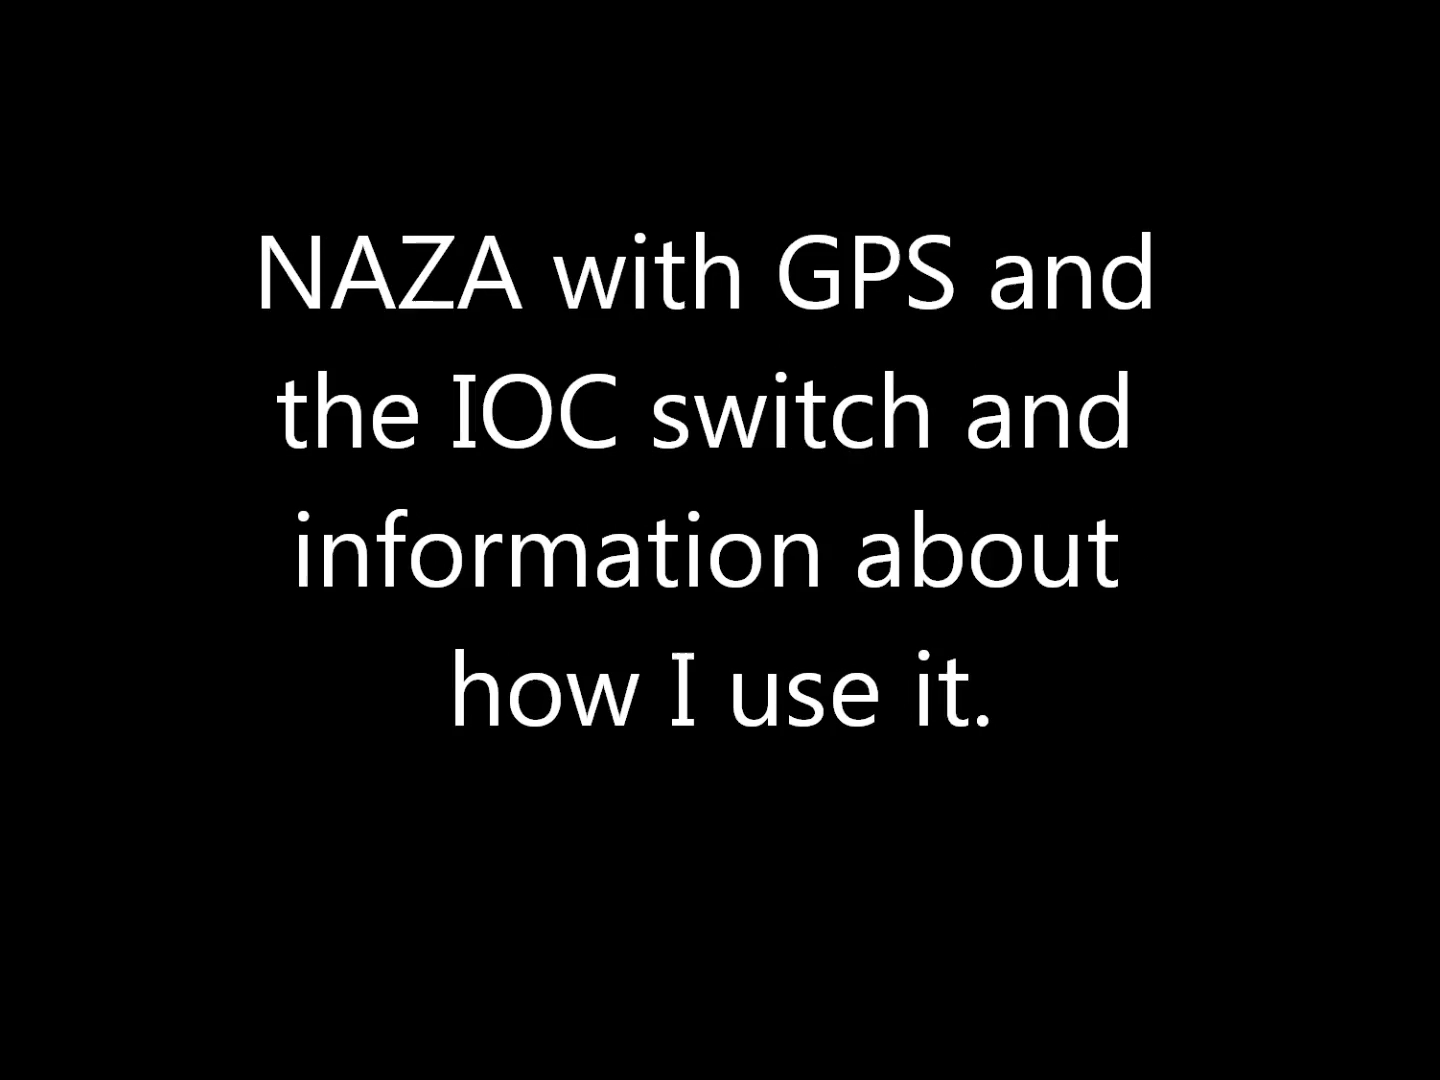 NAZA with GPS and
the IOC switch and
information about
how I use it.